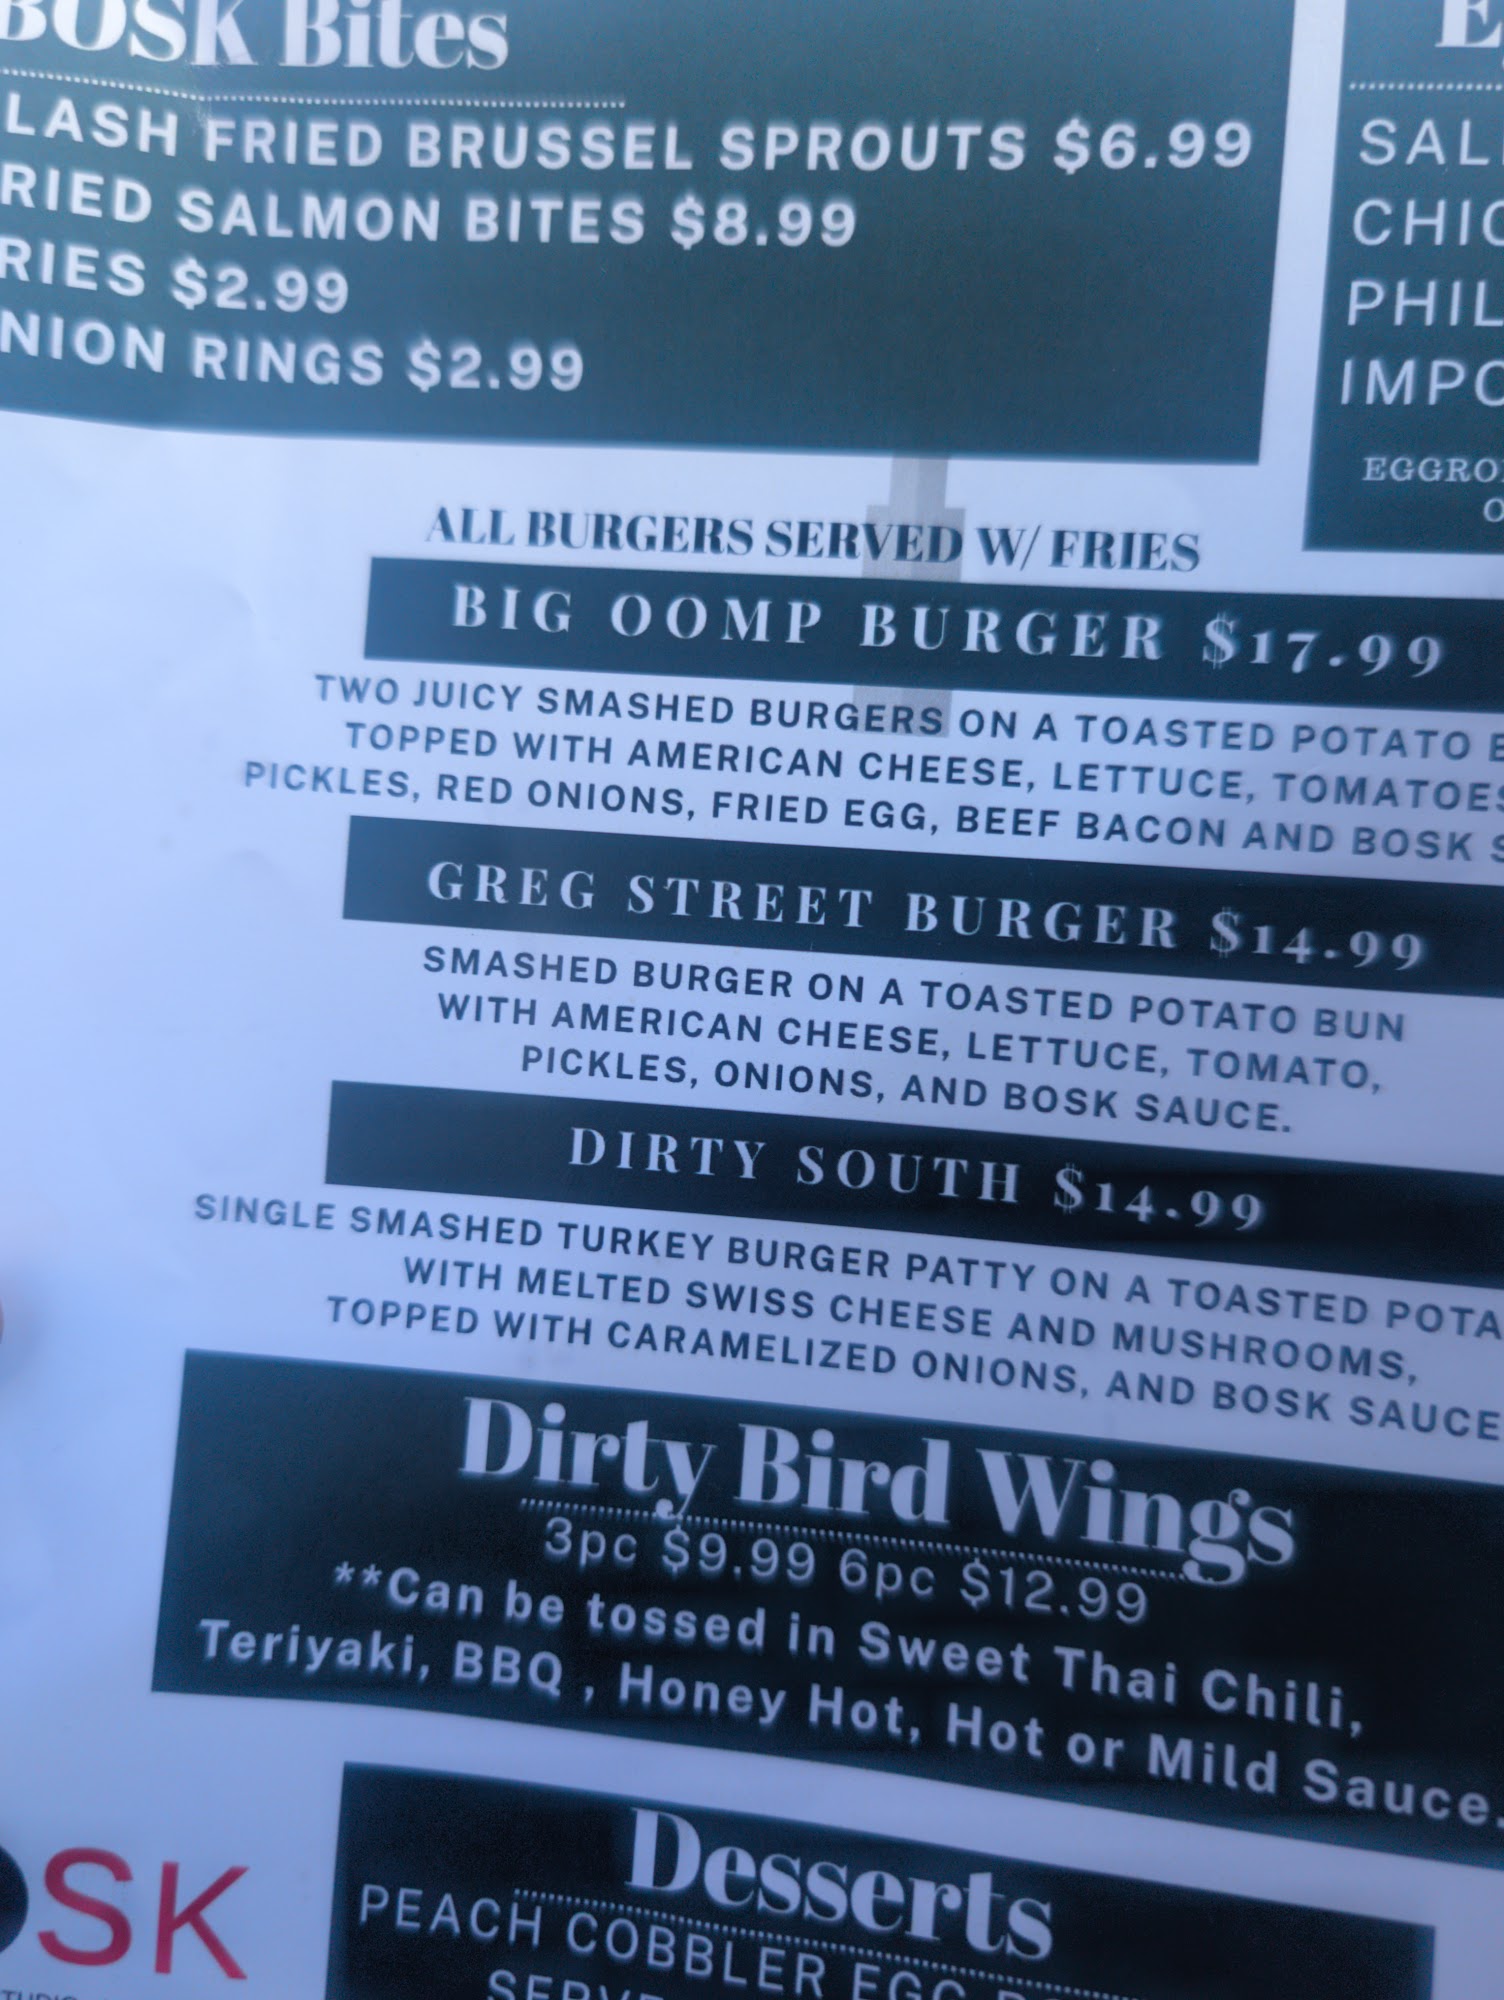 BOSK Bites
LASH FRIED BRUSSEL SPROUTS $6.99
RIED SALMON BITES $8.99
RIES $2.99
NION RINGS $2.99
E
SAL
CHIC
PHIL
IMPO
EGGRO
O
ALL BURGERS SERVED W/ FRIES
BIG OOMP BURGER $17.99
TWO JUICY SMASHED BURGERS ON A TOASTED POTATO B
TOPPED WITH AMERICAN CHEESE, LETTUCE, TOMATOES
PICKLES, RED ONIONS, FRIED EGG, BEEF BACON AND BOSK S
GREG STREET BURGER $14.99
SMASHED BURGER ON A TOASTED POTATO BUN
WITH AMERICAN CHEESE, LETTUCE, TOMATO,
PICKLES, ONIONS, AND BOSK SAUCE.
DIRTY SOUTH $14.99
SINGLE SMASHED TURKEY BURGER PATTY ON A TOASTED POTA
WITH MELTED SWISS CHEESE AND MUSHROOMS,
TOPPED WITH CARAMELIZED ONIONS, AND BOSK SAUCE
Dirty Bird Wings
3pc $9.99 6pc $12.99
**Can be tossed in Sweet Thai Chili,
Teriyaki, BBQ , Honey Hot, Hot or Mild Sauce.
Desserts
PEACH COBBLER EGG
SERV
SK